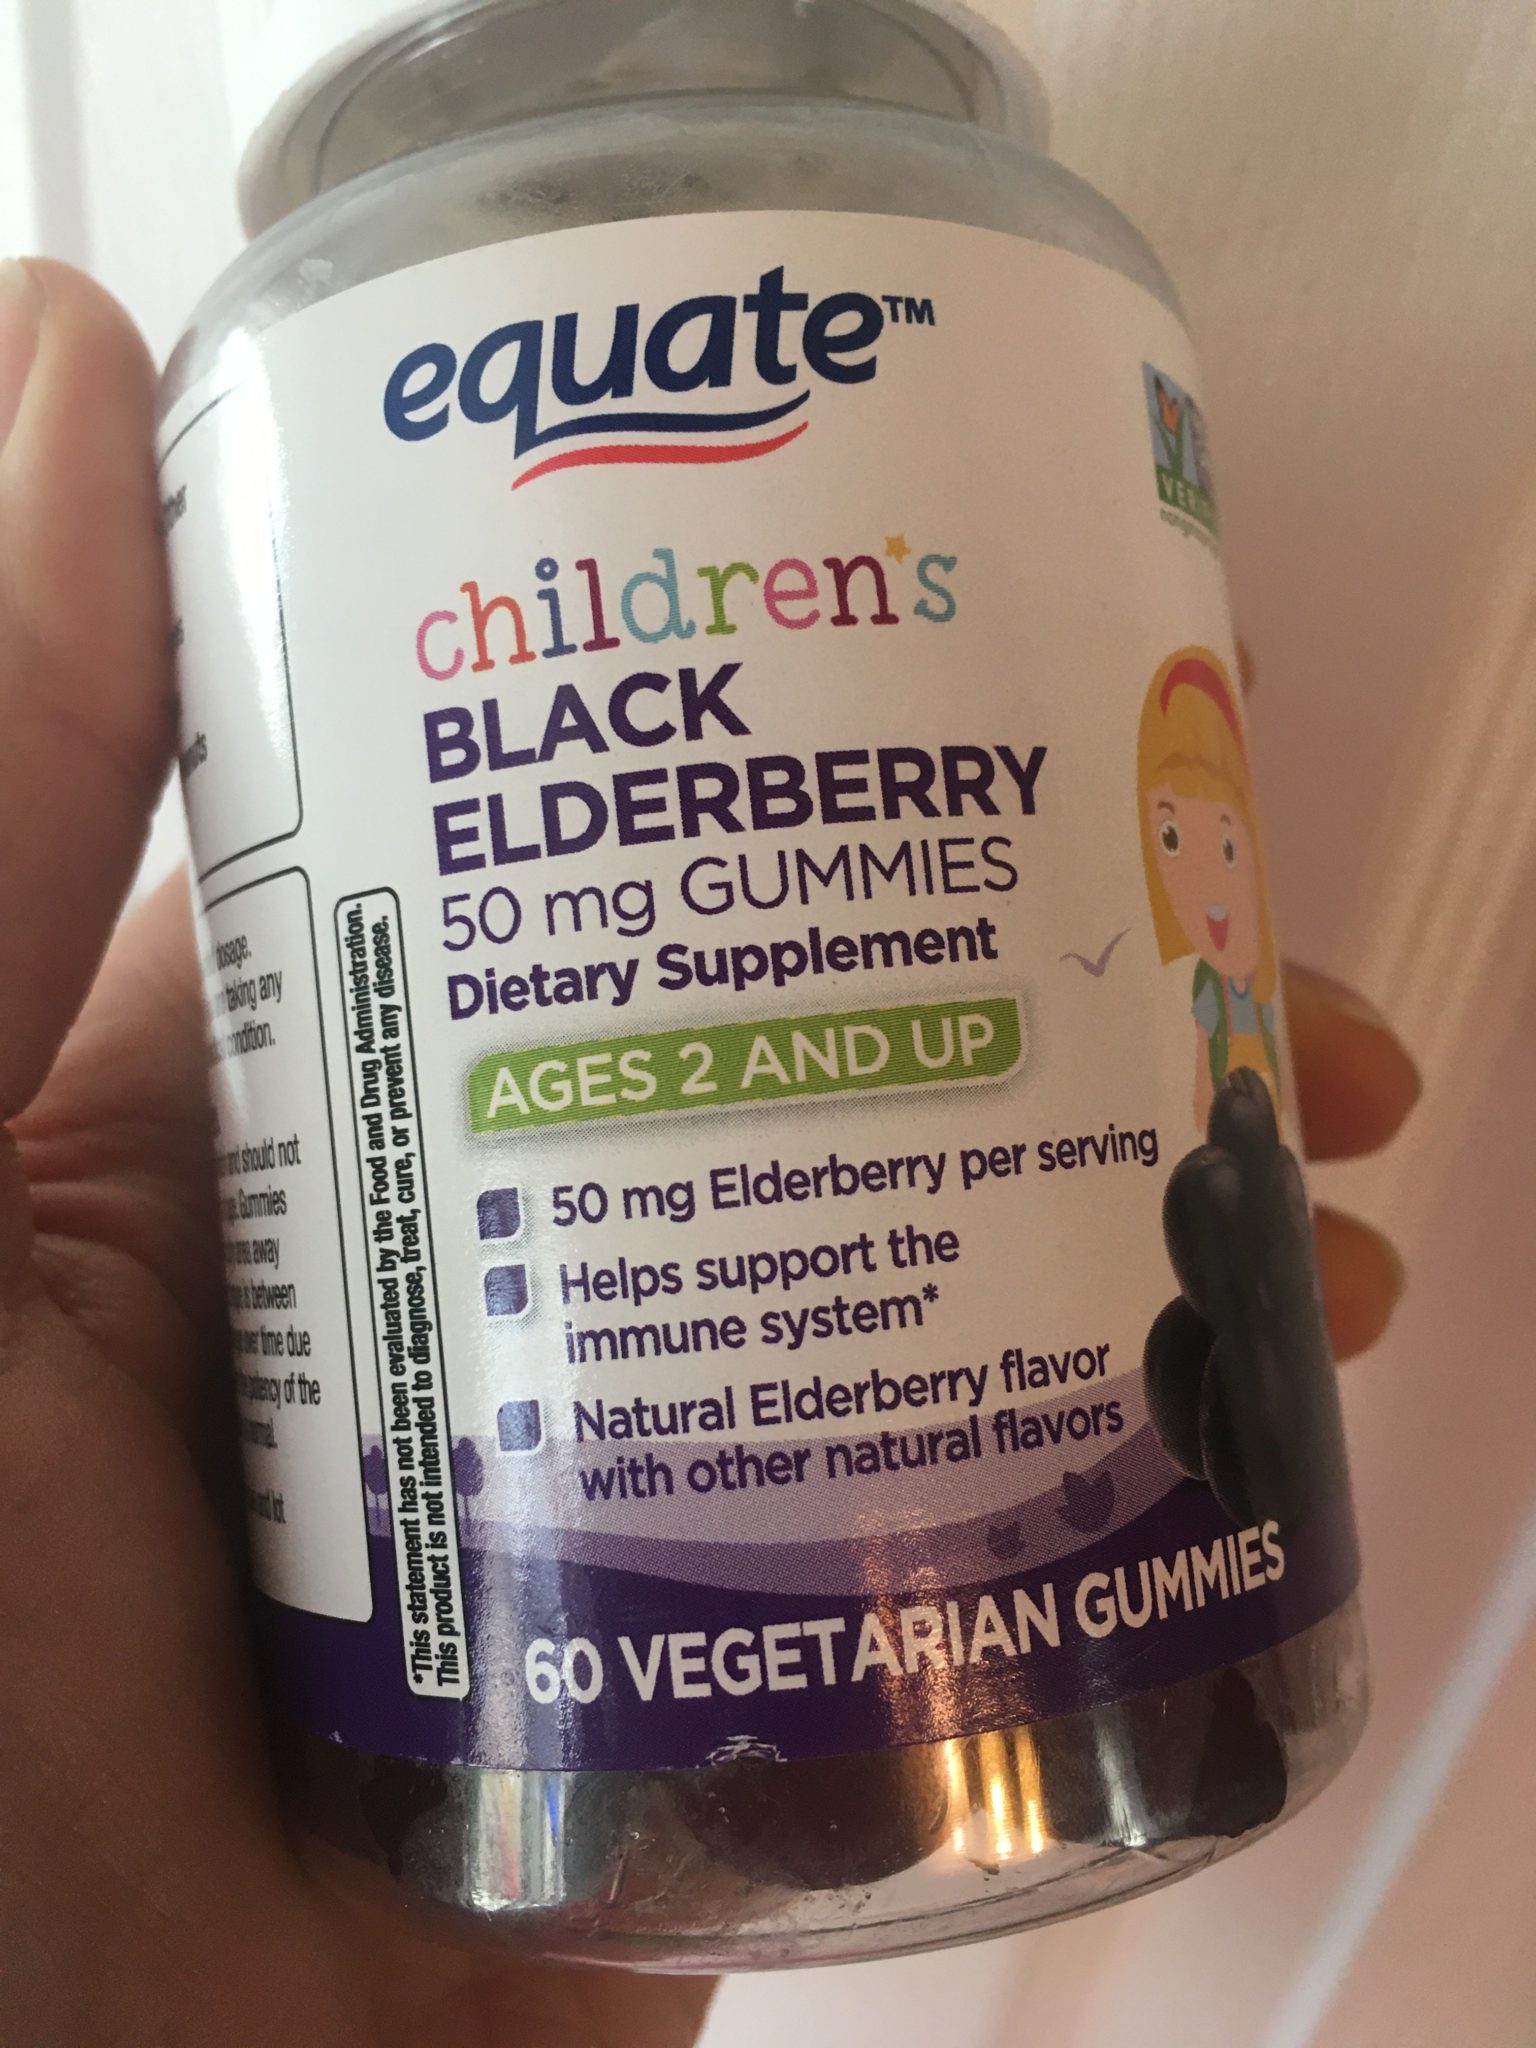 equate™
children's
BLACK
ELDERBERRY
50 mg GUMMIES
Dietary Supplement
AGES 2 AND UP
50 mg Elderberry per serving
Helps support the
immune system*
Natural Elderberry flavor
with other natural flavors
60 VEGETARIAN GUMMIES
*This statement has not been evaluated by the Food and Drug Administration.
This product is not intended to diagnose, treat, cure, or prevent any disease.
dosage.
taking any
condition.
and should not
Gummies
area away
is between
over time due
potency of the